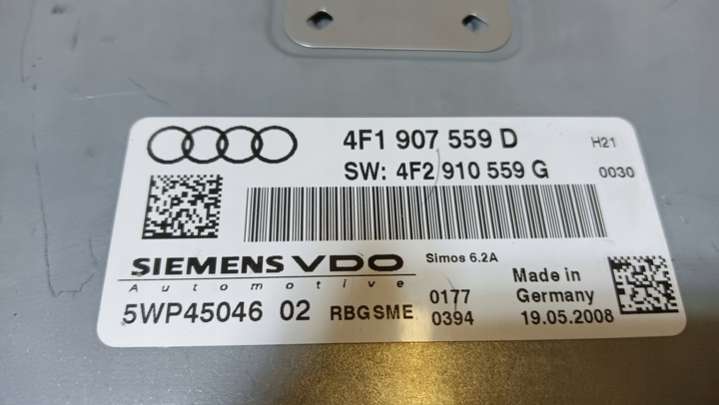 4F1 907 559 D H21
SW: 4F2 910 559 G 0030
SIEMENS VDO Simos 6.2A
Automotive
Made in
Germany
5WP45046 02 RBGSME 0177
0394 19.05.2008